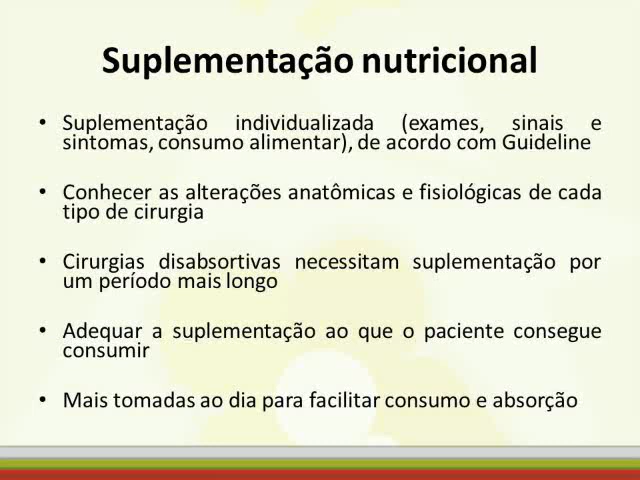 Suplementação nutricional
• Suplementação individualizada (exames, sinais e
sintomas, consumo alimentar), de acordo com Guideline
• Conhecer as alterações anatômicas e fisiológicas de cada
tipo de cirurgia
• Cirurgias disabsortivas necessitam suplementação por
um período mais longo
• Adequar a suplementação ao que o paciente consegue
consumir
• Mais tomadas ao dia para facilitar consumo e absorção